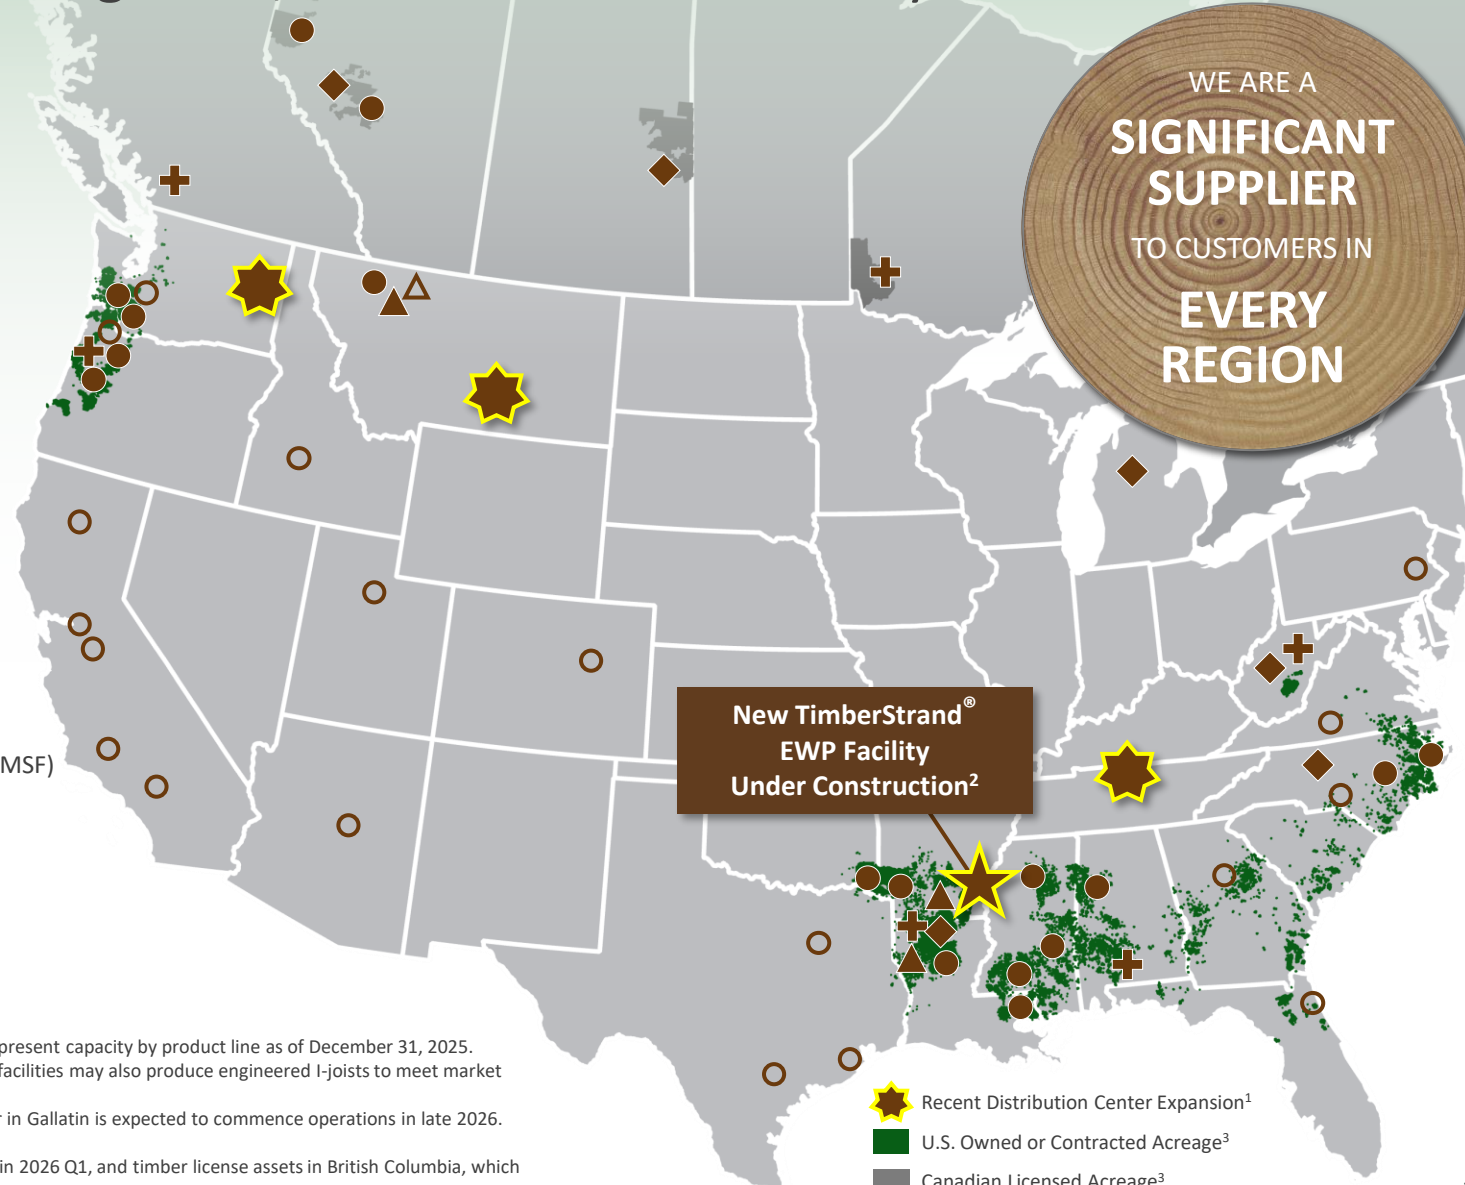 WE ARE A
SIGNIFICANT
SUPPLIER
TO CUSTOMERS IN
EVERY
REGION
New TimberStrand®
EWP Facility
Under Construction2
MSF)
present capacity by product line as of December 31, 2025.
facilities may also produce engineered I-joists to meet market
in Gallatin is expected to commence operations in late 2026.
in 2026 Q1, and timber license assets in British Columbia, which
Recent Distribution Center Expansion1
U.S. Owned or Contracted Acreage3
Canadian Licensed Acreage3